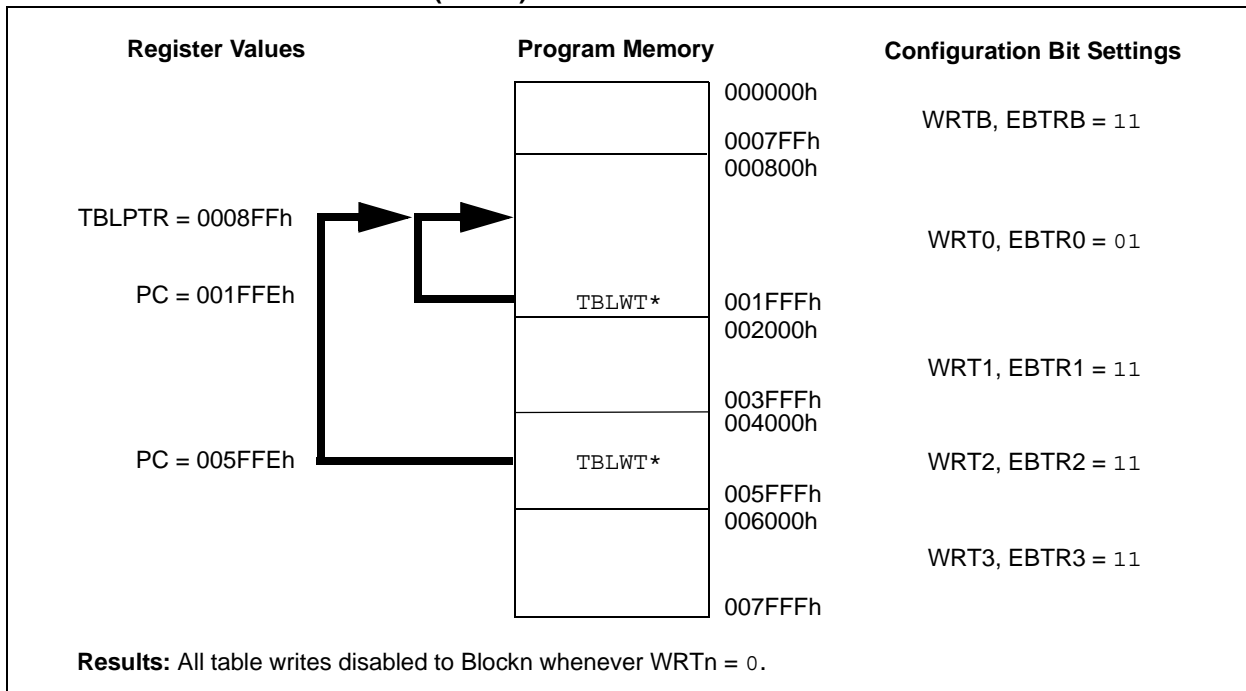 Register Values
Program Memory
Configuration Bit Settings
000000h
WRTB, EBTRB = 11
0007FFh
000800h
TBLPTR = 0008FFh
WRT0, EBTR0 = 01
PC = 001FFEh
TBLWT*
001FFFh
002000h
WRT1, EBTR1 = 11
003FFFh
004000h
PC = 005FFEh
TBLWT*
WRT2, EBTR2 = 11
005FFFh
006000h
WRT3, EBTR3 = 11
007FFFh
Results: All table writes disabled to Blockn whenever WRTn = 0.